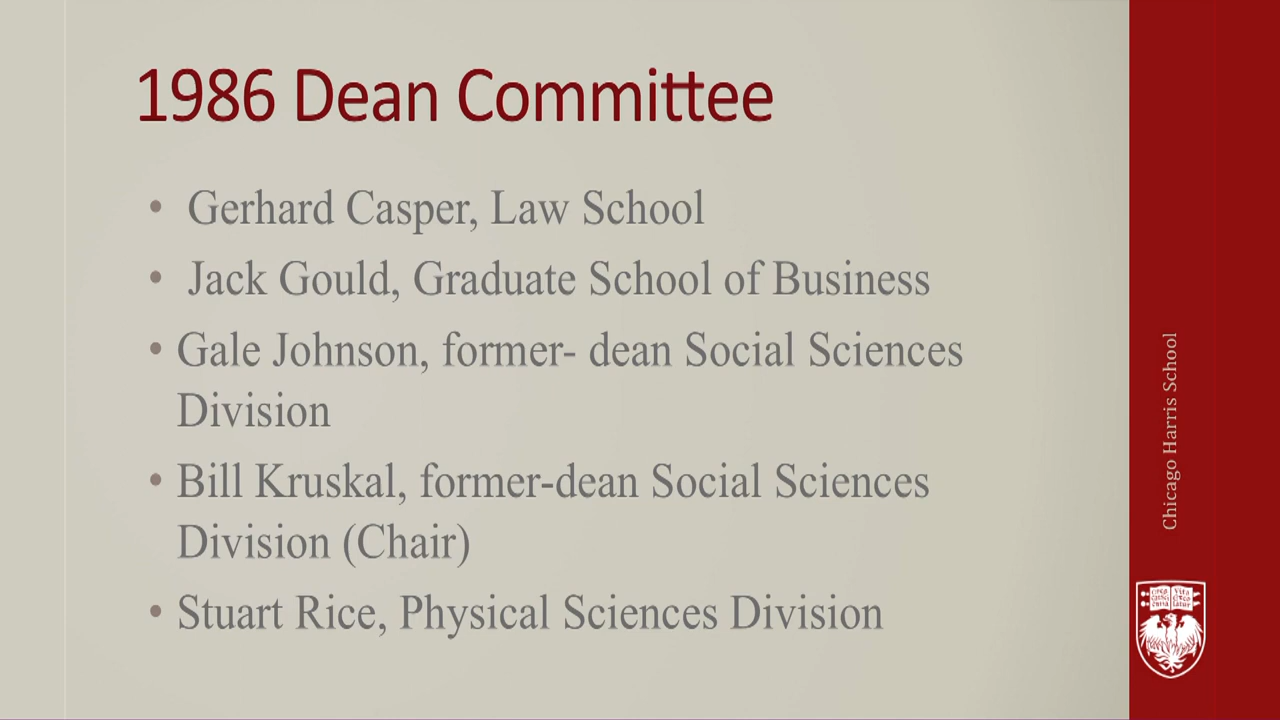 1986 Dean Committee
• Gerhard Casper, Law School
• Jack Gould, Graduate School of Business
• Gale Johnson, former- dean Social Sciences
Division
• Bill Kruskal, former-dean Social Sciences
Division (Chair)
• Stuart Rice, Physical Sciences Division
Chicago Harris School